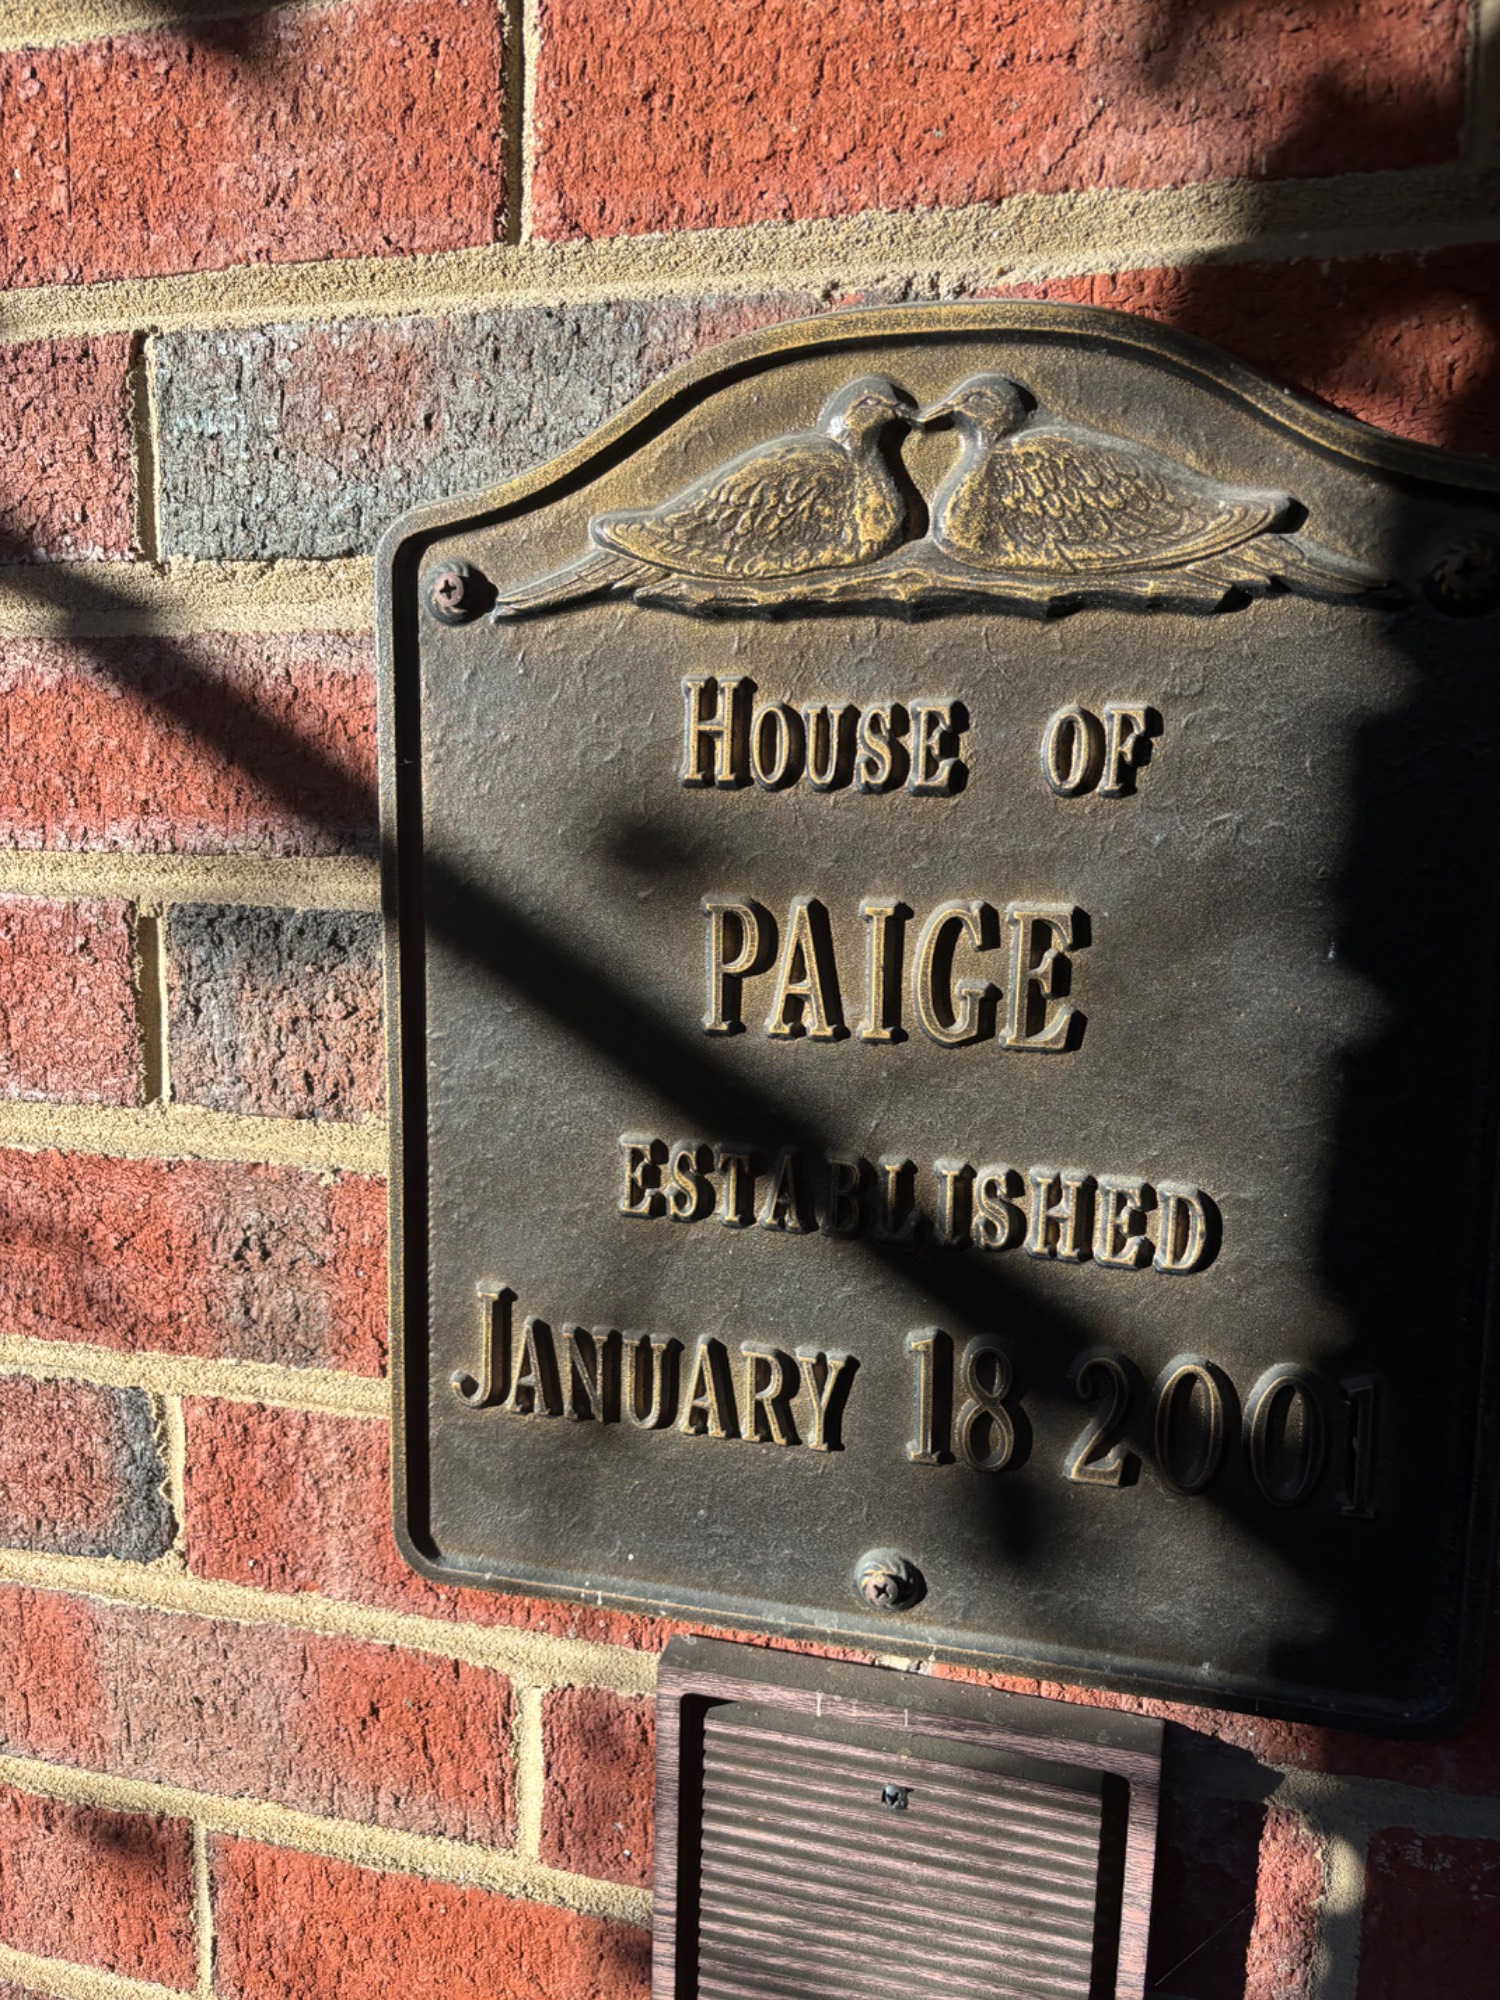 House of
PAIGE
ESTABLISHED
January 18 2001